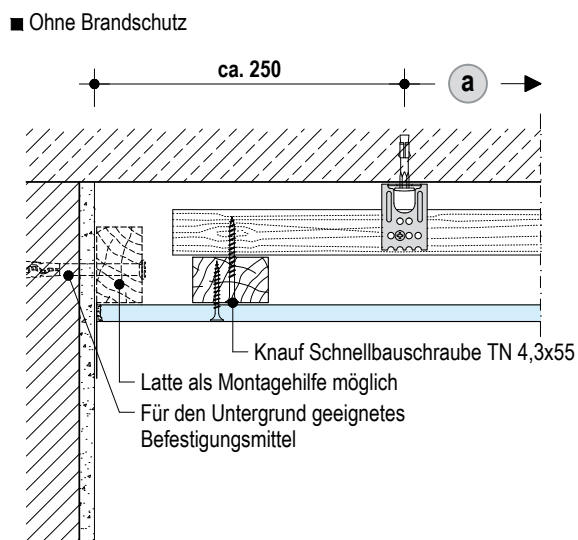 ■ Ohne Brandschutz
ca. 250
a
Knauf Schnellbauschraube TN 4,3x55
Latte als Montagehilfe möglich
Für den Untergrund geeignetes
Befestigungsmittel